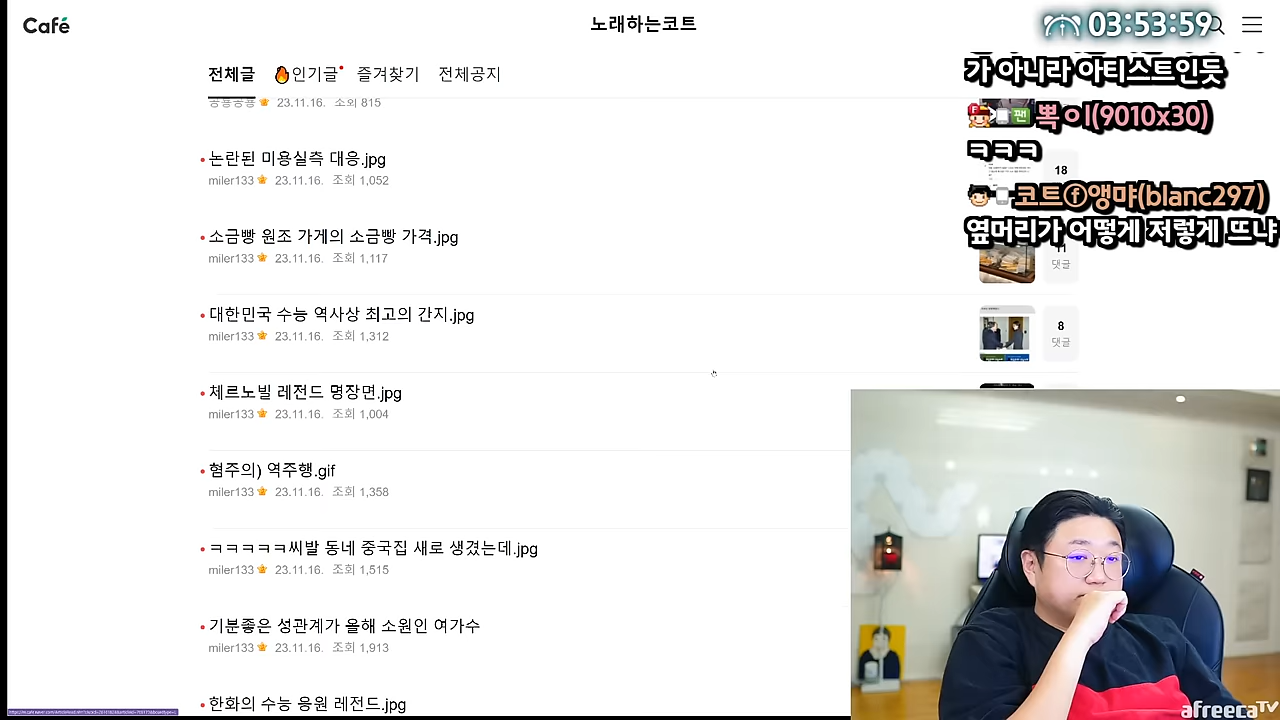 Café
노래하는코트
03:53:59
전체글 인기글 즐겨찾기 전체공지
공룡공룡 23.11.16. 조회 815
논란된 미용실측 대응.jpg
miler133 23.11.16. 조회 1,052
18
소금빵 원조 가게의 소금빵 가격.jpg
miler133 23.11.16. 조회 1,117
11
댓글
대한민국 수능 역사상 최고의 간지.jpg
miler133 23.11.16. 조회 1,312
8
댓글
체르노빌 레전드 명장면.jpg
miler133 23.11.16. 조회 1,004
혐주의) 역주행.gif
miler133 23.11.16. 조회 1,358
ㅋㅋㅋㅋㅋ씨발 동네 중국집 새로 생겼는데.jpg
miler133 23.11.16. 조회 1,515
기분좋은 성관계가 올해 소원인 여가수
miler133 23.11.16. 조회 1,913
한화의 수능 응원 레전드.jpg
가 아니라 아티스트인듯
F 팬 뽁이(9010x30)
ㅋㅋㅋ
코트ⓕ앵먀(blanc297)
옆머리가 어떻게 저렇게 뜨냐
afreecaTV